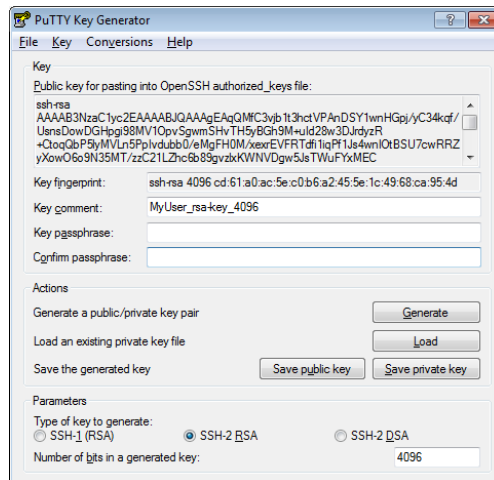 PuTTY Key Generator
File Key Conversions Help
Key
Public key for pasting into OpenSSH authorized_keys file:
ssh-rsa
AAAAB3NzaC1yc2EAAAABJQAAAgEAqQMfC3vjb1t3hctVPAnDSY1wnHGpj/yC34kqf/
UsnsDowDGHpgi98MV1OpvSgwmSHvTH5yBGh9M+uld28w3DJrdyzR
+CtoqQbP5lyMVLn5PpIvdubb0/eMgFH0M/xexrEVFRTdfi1iqPf1Js4wnlOtBSU7cwRRZ
yXowO6o9N35MT/zzC21LZhc6b89gvzlxKWNVDgw5JsTWuFYxMEC
Key fingerprint: ssh-rsa 4096 cd:61:a0:ac:5e:c0:b6:a2:45:5e:1c:49:68:ca:95:4d
Key comment: MyUser_rsa-key_4096
Key passphrase:
Confirm passphrase:
Actions
Generate a public/private key pair Generate
Load an existing private key file Load
Save the generated key Save public key Save private key
Parameters
Type of key to generate:
SSH-1 (RSA) SSH-2 RSA SSH-2 DSA
Number of bits in a generated key: 4096